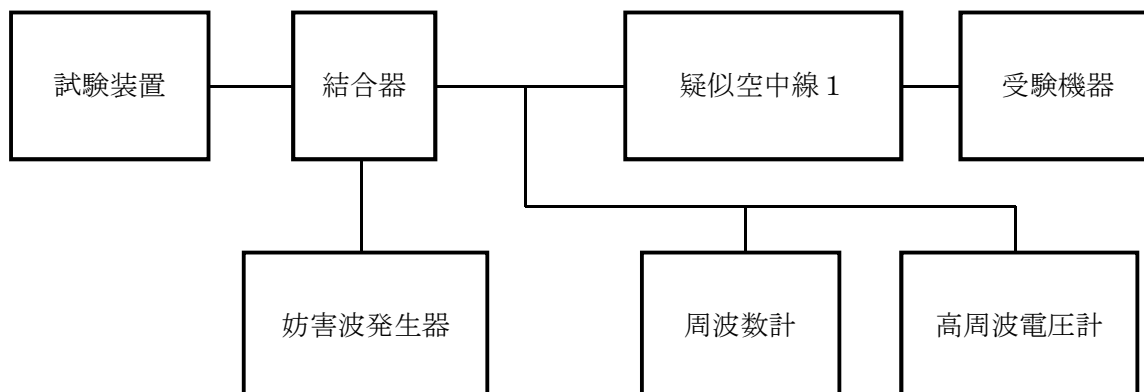 試験装置
結合器
疑似空中線１
受験機器
妨害波発生器
周波数計
高周波電圧計